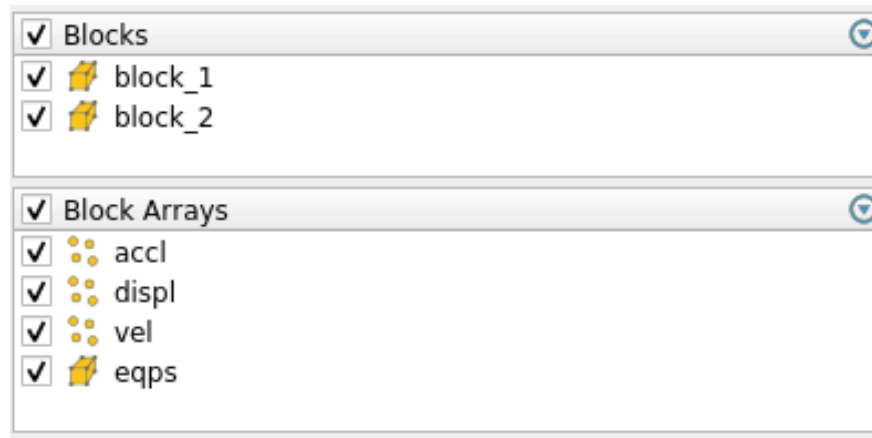 Blocks
block_1
block_2
Block Arrays
accl
displ
vel
eqps